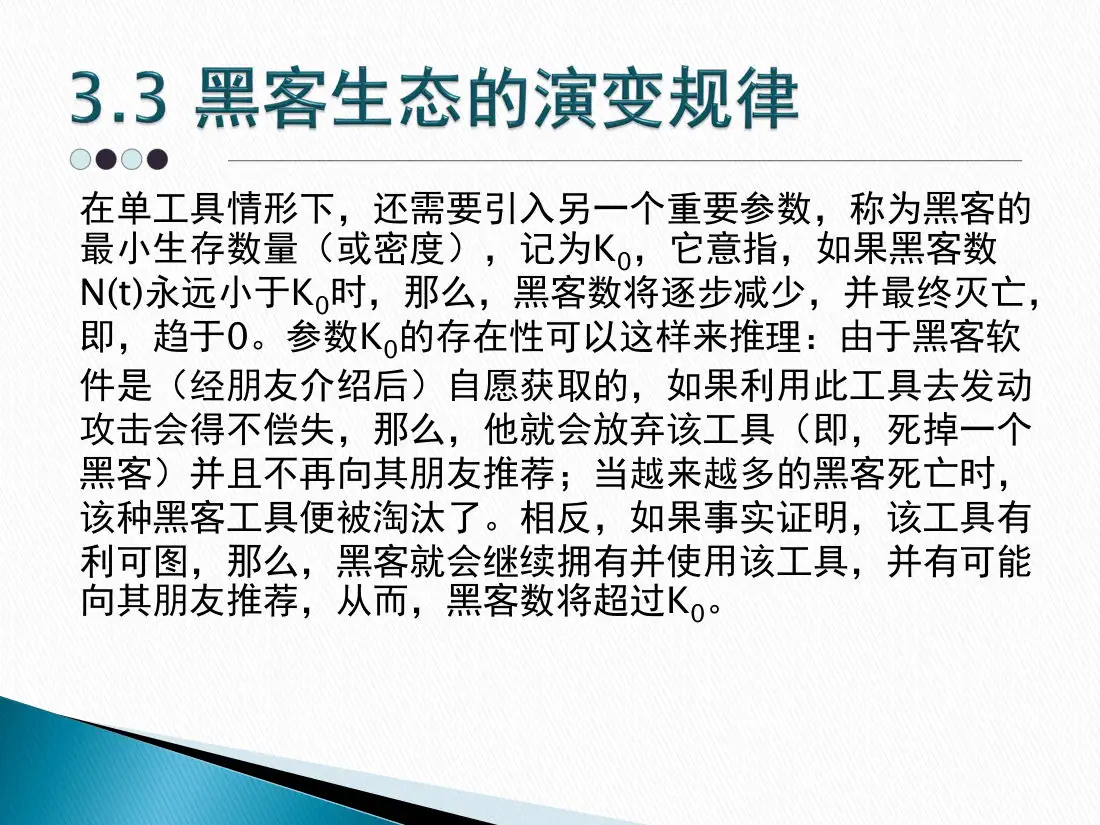 3.3 黑客生态的演变规律
在单工具情形下，还需要引入另一个重要参数，称为黑客的
最小生存数量（或密度），记为K₀，它意指，如果黑客数
N(t)永远小于K₀时，那么，黑客数将逐步减少，并最终灭亡，
即，趋于0。参数K₀的存在性可以这样来推理：由于黑客软
件是（经朋友介绍后）自愿获取的，如果利用此工具去发动
攻击会得不偿失，那么，他就会放弃该工具（即，死掉一个
黑客）并且不再向其朋友推荐；当越来越多的黑客死亡时，
该种黑客工具便被淘汰了。相反，如果事实证明，该工具有
利可图，那么，黑客就会继续拥有并使用该工具，并有可能
向其朋友推荐，从而，黑客数将超过K₀。